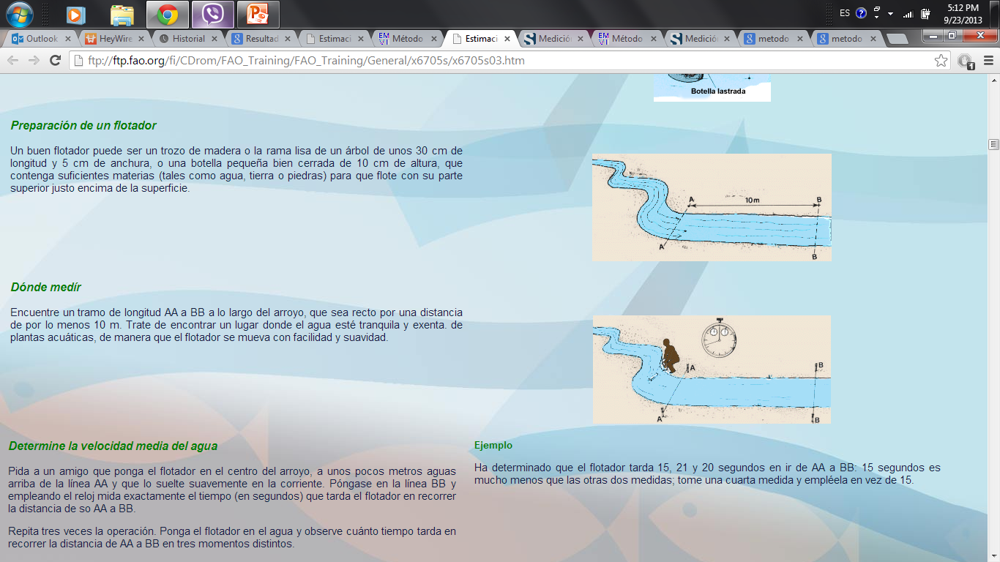 ES
5:12 PM
9/23/2013
Outlook
HeyWire
Historial
Resultad
Estimaci
Método
Estimaci
Medición
Método
Medición
metodo
metodo
ftp://ftp.fao.org/fi/CDrom/FAO_Training/FAO_Training/General/x6705s/x6705s03.htm
1
Botella lastrada
Preparación de un flotador
Un buen flotador puede ser un trozo de madera o la rama lisa de un árbol de unos 30 cm de
longitud y 5 cm de anchura, o una botella pequeña bien cerrada de 10 cm de altura, que
contenga suficientes materias (tales como agua, tierra o piedras) para que flote con su parte
superior justo encima de la superficie.
A 10 m B
A
B
Dónde medír
Encuentre un tramo de longitud AA a BB a lo largo del arroyo, que sea recto por una distancia
de por lo menos 10 m. Trate de encontrar un lugar donde el agua esté tranquila y exenta. de
plantas acuáticas, de manera que el flotador se mueva con facilidad y suavidad.
A B
A B
Determine la velocidad media del agua
Pida a un amigo que ponga el flotador en el centro del arroyo, a unos pocos metros aguas
arriba de la línea AA y que lo suelte suavemente en la corriente. Póngase en la línea BB y
empleando el reloj mida exactamente el tiempo (en segundos) que tarda el flotador en recorrer
la distancia de so AA a BB.
Repita tres veces la operación. Ponga el flotador en el agua y observe cuánto tiempo tarda en
recorrer la distancia de AA a BB en tres momentos distintos.
Ejemplo
Ha determinado que el flotador tarda 15, 21 y 20 segundos en ir de AA a BB: 15 segundos es
mucho menos que las otras dos medidas; tome una cuarta medida y empléela en vez de 15.